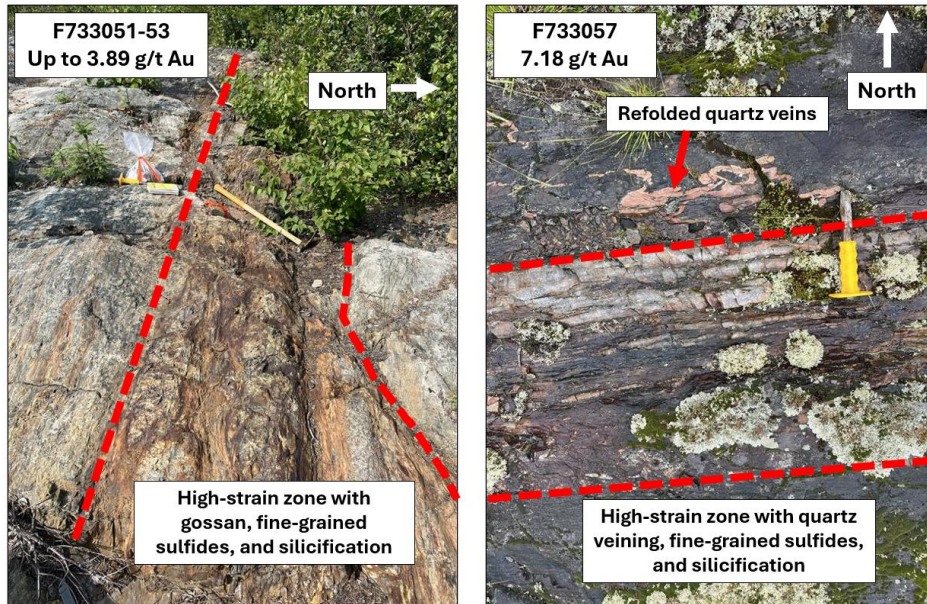 F733051-53
Up to 3.89 g/t Au
North
High-strain zone with
gossan, fine-grained
sulfides, and silicification
F733057
7.18 g/t Au
North
Refolded quartz veins
High-strain zone with quartz
veining, fine-grained sulfides,
and silicification